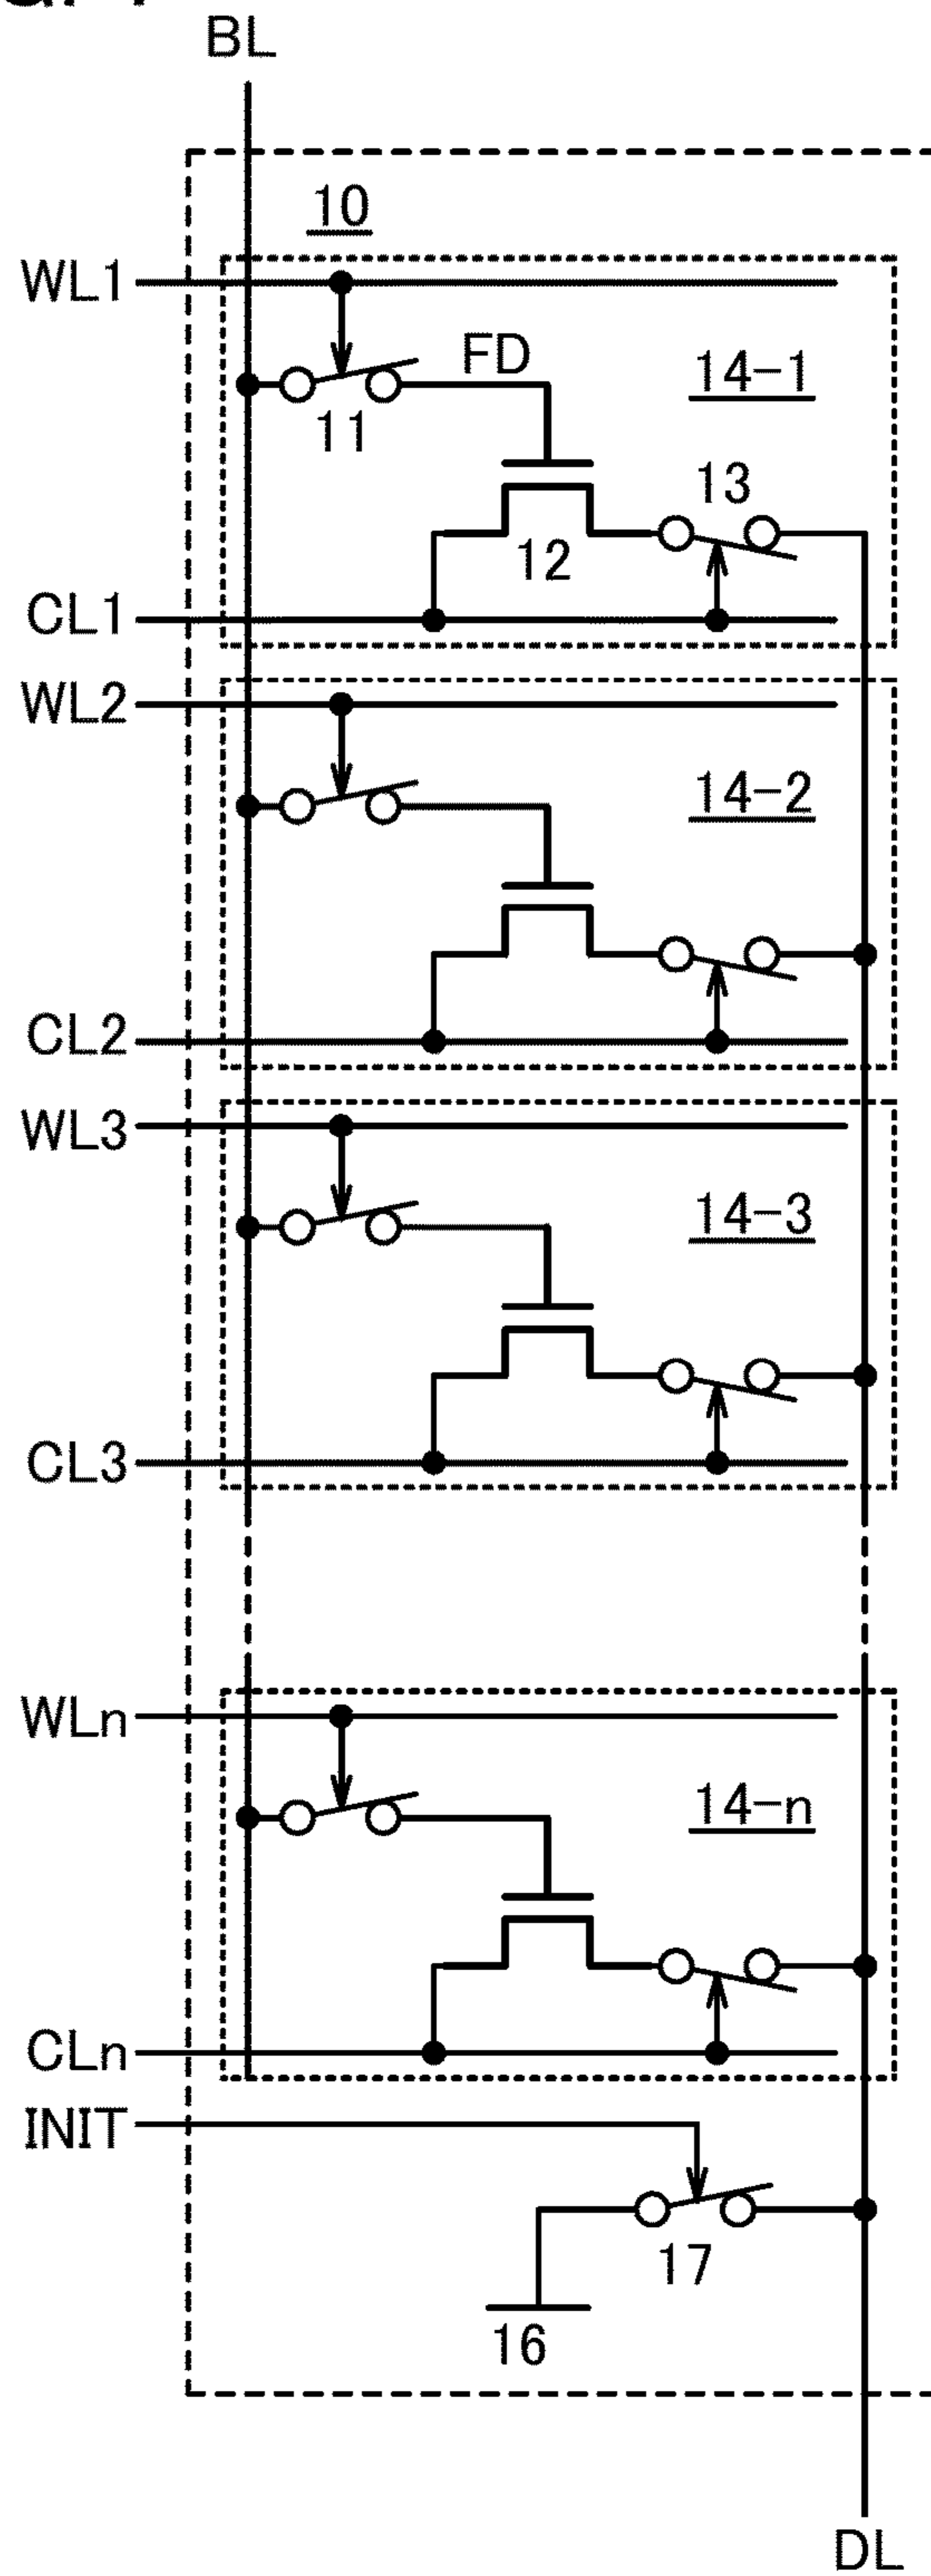 BL
10
WL1
FD
14-1
11
13
12
CL1
WL2
14-2
CL2
WL3
14-3
CL3
WLn
14-n
CLn
INIT
17
16
DL